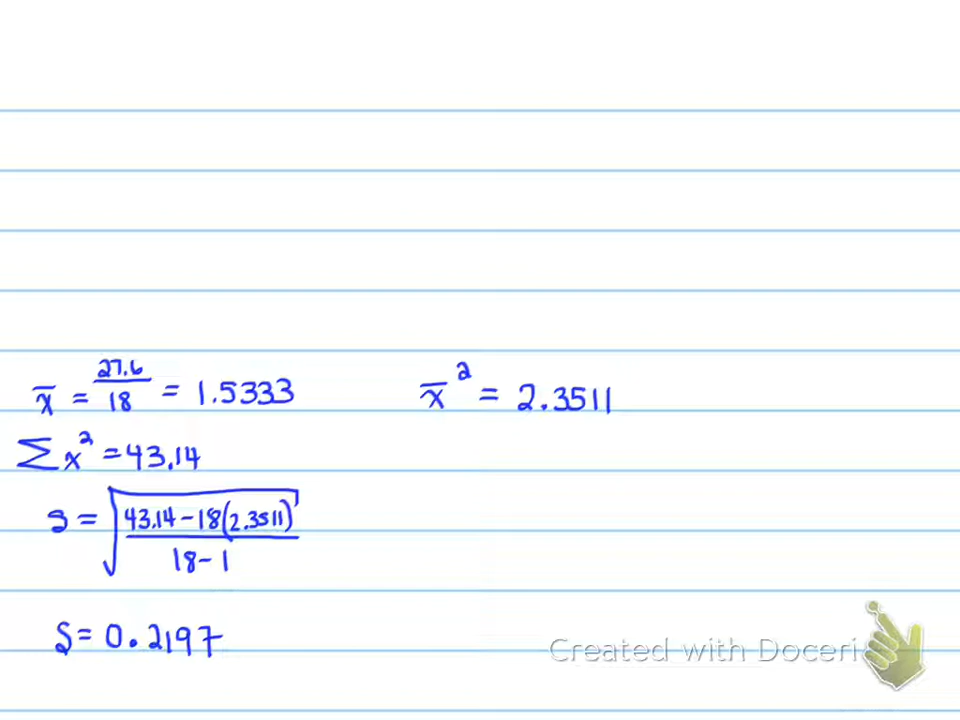 x̄ = 27.6/18 = 1.5333    x̄² = 2.3511
∑x² = 43.14
s = √((43.14 − 18(2.3511))/(18 − 1))
s = 0.2197
Created with Doceri